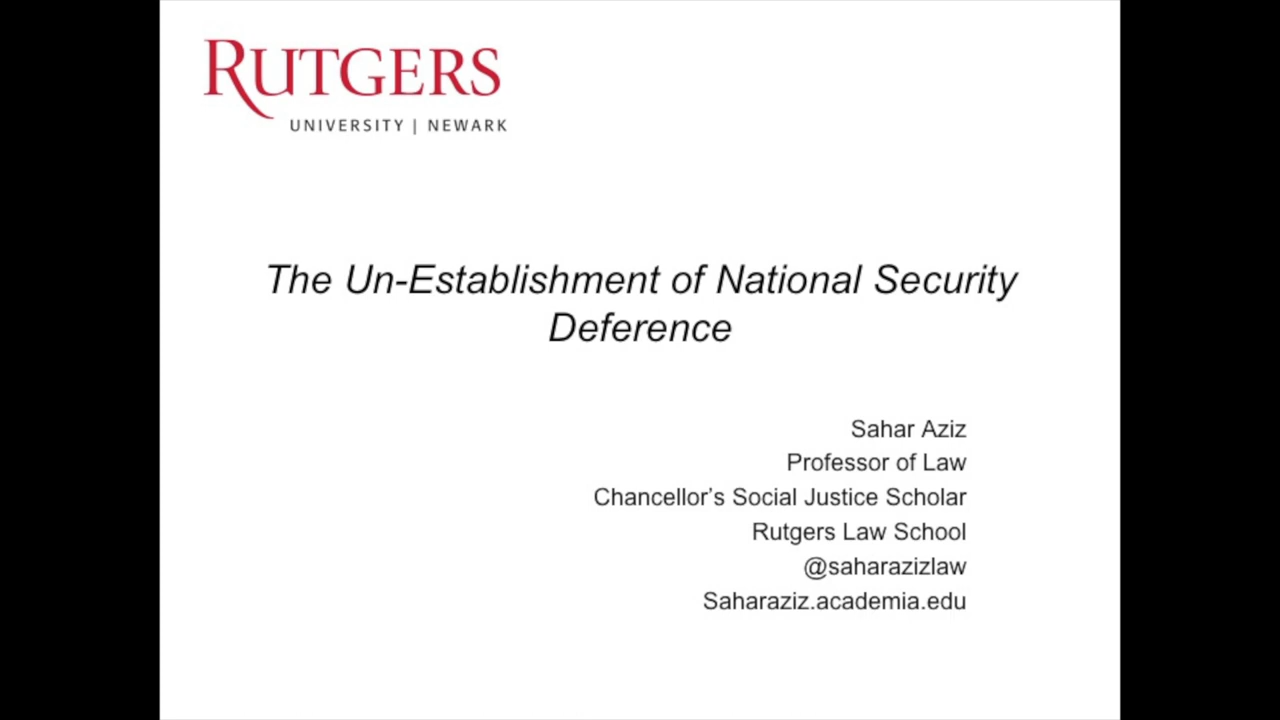 RUTGERS
UNIVERSITY | NEWARK
The Un-Establishment of National Security
Deference
Sahar Aziz
Professor of Law
Chancellor’s Social Justice Scholar
Rutgers Law School
@saharazizlaw
Saharaziz.academia.edu